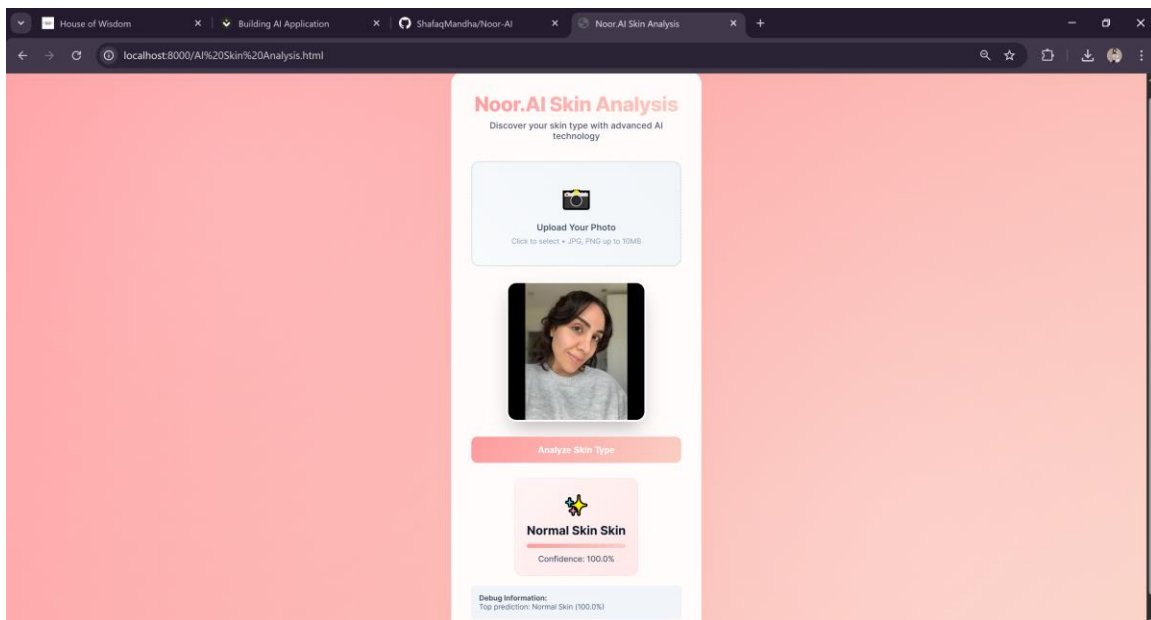 House of Wisdom
Building AI Application
ShafaqMandha/Noor-AI
Noor.AI Skin Analysis
localhost:8000/AI%20Skin%20Analysis.html
Noor.AI Skin Analysis
Discover your skin type with advanced AI
technology
Upload Your Photo
Click to select • JPG, PNG up to 10MB
Analyze Skin Type
Normal Skin Skin
Confidence: 100.0%
Debug Information:
Top prediction: Normal Skin (100.0%)